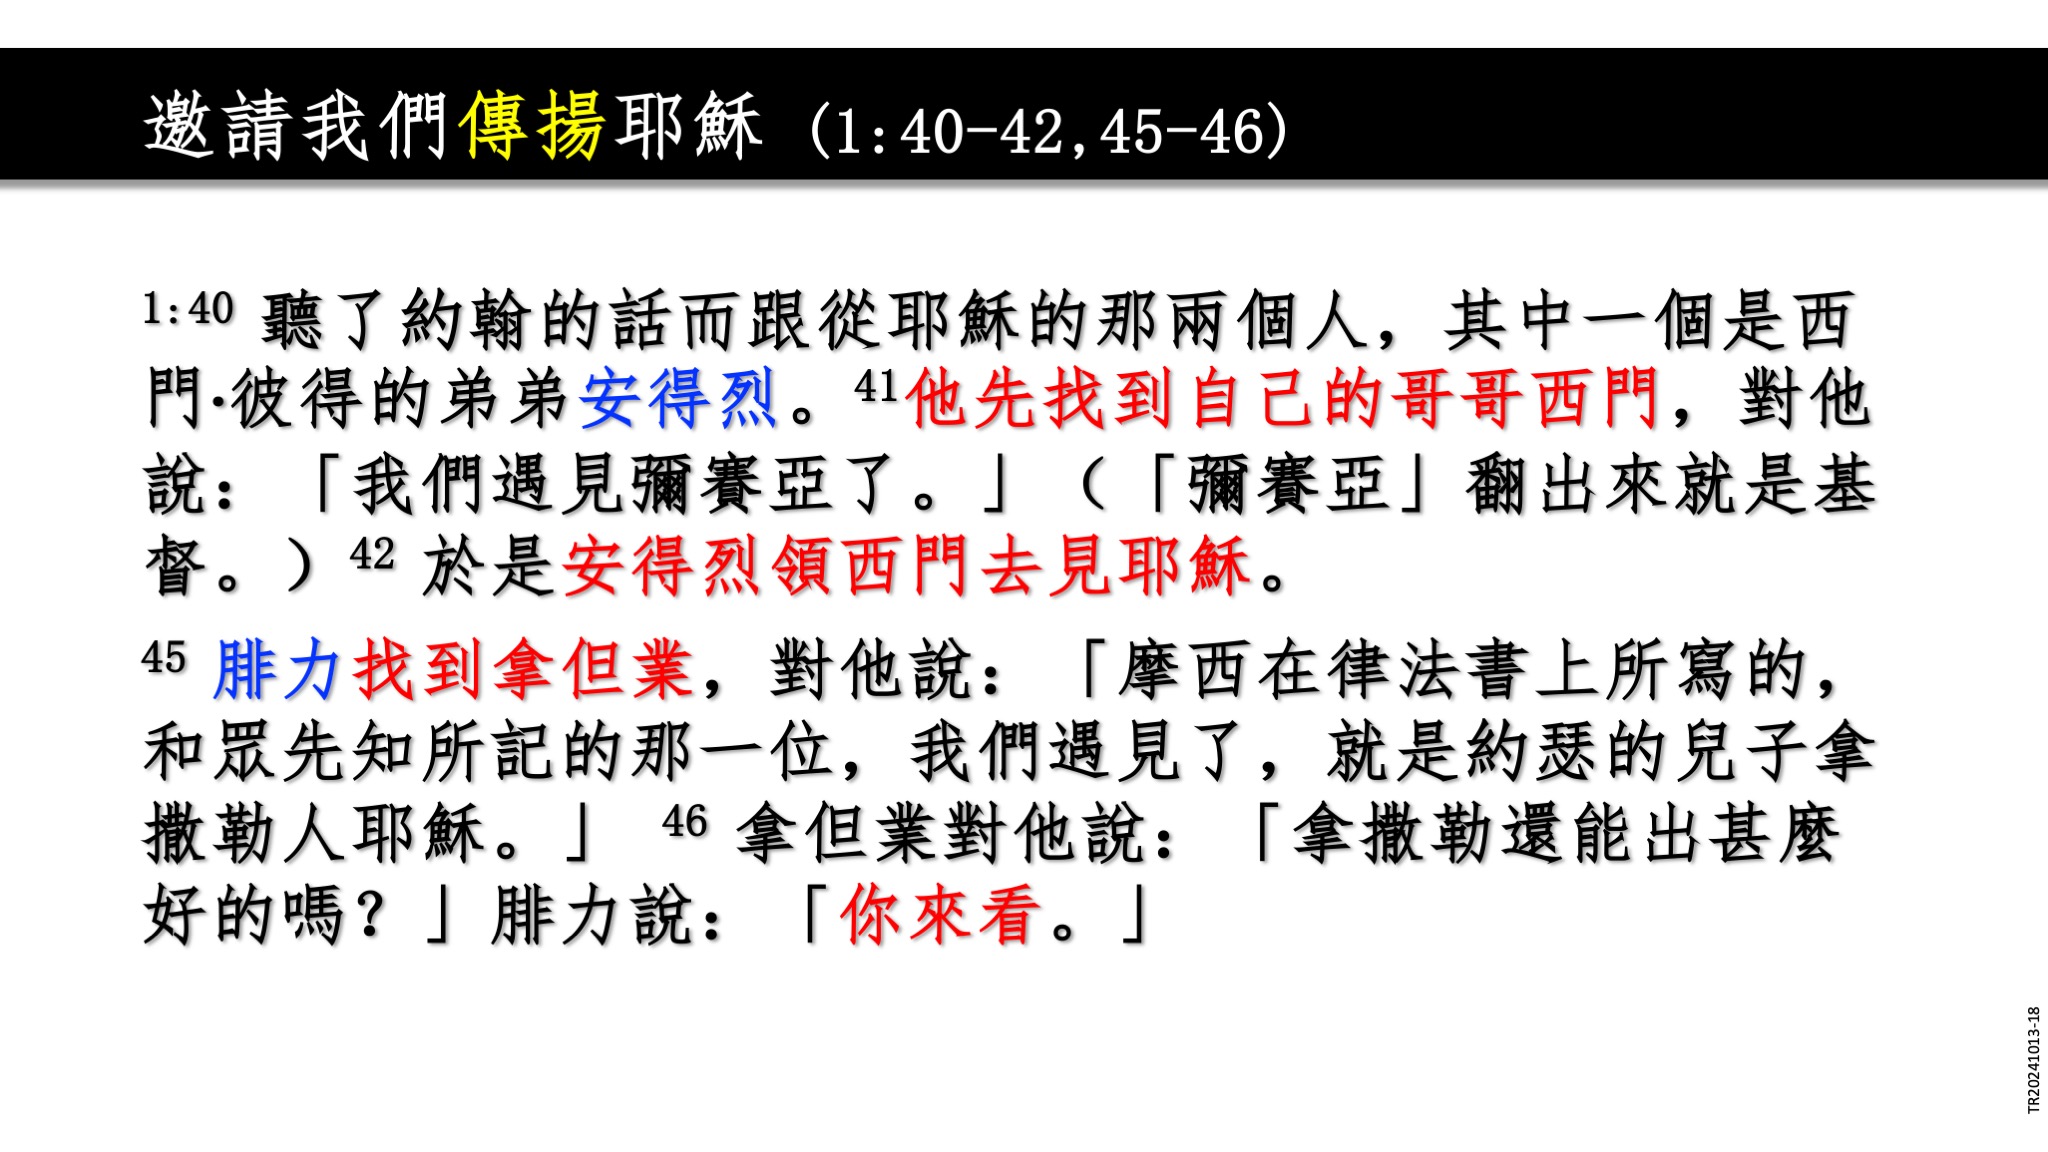 邀請我們傳揚耶穌 (1:40-42,45-46)
1:40 聽了約翰的話而跟從耶穌的那兩個人，其中一個是西
門·彼得的弟弟安得烈。41他先找到自己的哥哥西門，對他
說：「我們遇見彌賽亞了。」（「彌賽亞」翻出來就是基
督。）42 於是安得烈領西門去見耶穌。
45 腓力找到拿但業，對他說：「摩西在律法書上所寫的，
和眾先知所記的那一位，我們遇見了，就是約瑟的兒子拿
撒勒人耶穌。」 46 拿但業對他說：「拿撒勒還能出甚麼
好的嗎？」腓力說：「你來看。」
TR20241013-18